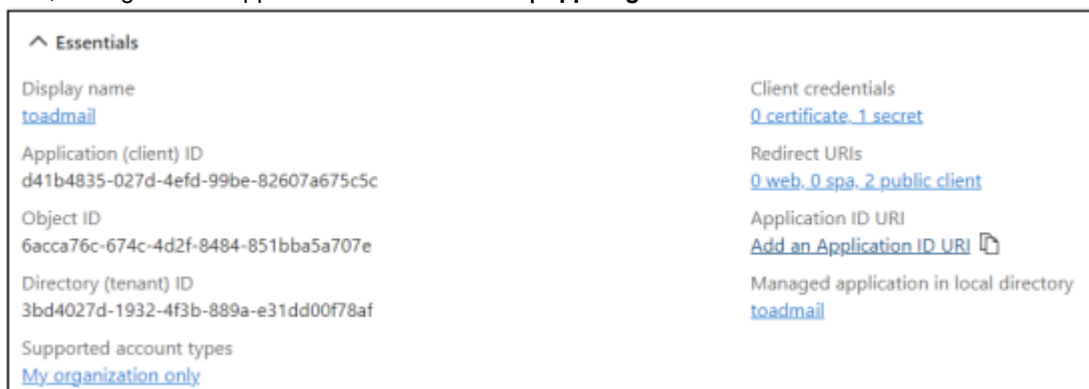 Essentials
Display name
toadmail
Application (client) ID
d41b4835-027d-4efd-99be-82607a675c5c
Object ID
6acca76c-674c-4d2f-8484-851bba5a707e
Directory (tenant) ID
3bd4027d-1932-4f3b-889a-e31dd00f78af
Supported account types
My organization only
Client credentials
0 certificate, 1 secret
Redirect URIs
0 web, 0 spa, 2 public client
Application ID URI
Add an Application ID URI
Managed application in local directory
toadmail